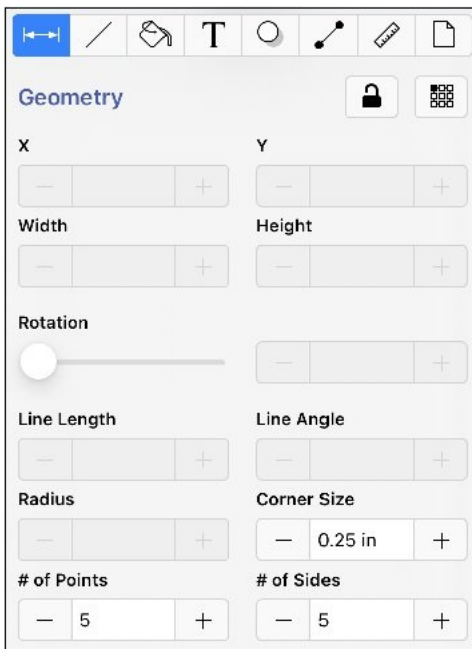 T
Geometry
X Y
Width Height
Rotation
Line Length Line Angle
Radius Corner Size
0.25 in
# of Points # of Sides
5 5